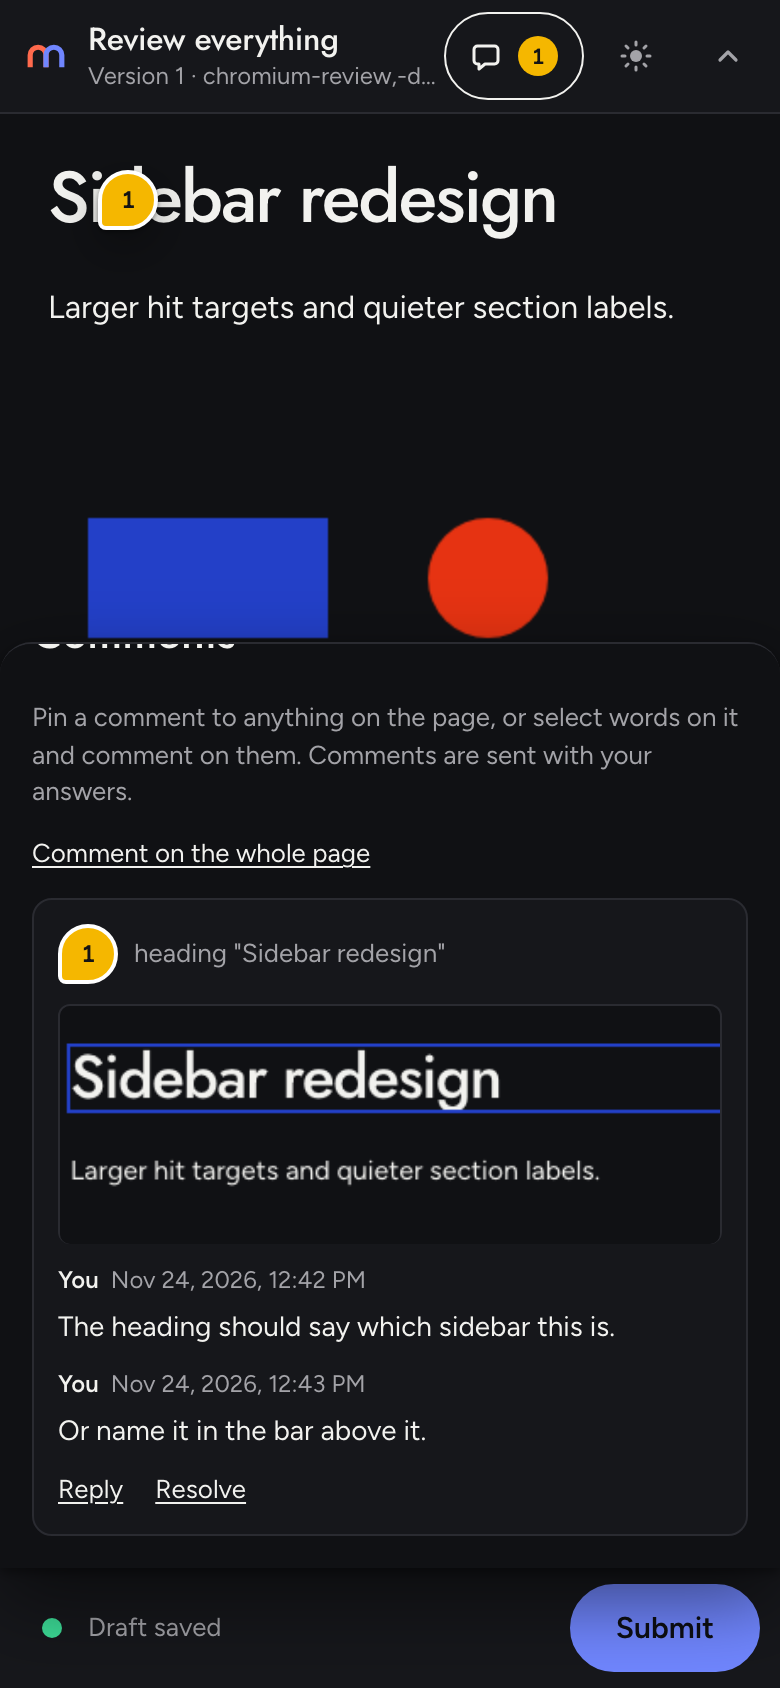 Review everything
Version 1 · chromium-review,-d...
1
Sidebar redesign
1
Larger hit targets and quieter section labels.
Comments
Pin a comment to anything on the page, or select words on it
and comment on them. Comments are sent with your
answers.
Comment on the whole page
1 heading "Sidebar redesign"
Sidebar redesign
Larger hit targets and quieter section labels.
You Nov 24, 2026, 12:42 PM
The heading should say which sidebar this is.
You Nov 24, 2026, 12:43 PM
Or name it in the bar above it.
Reply Resolve
Draft saved
Submit